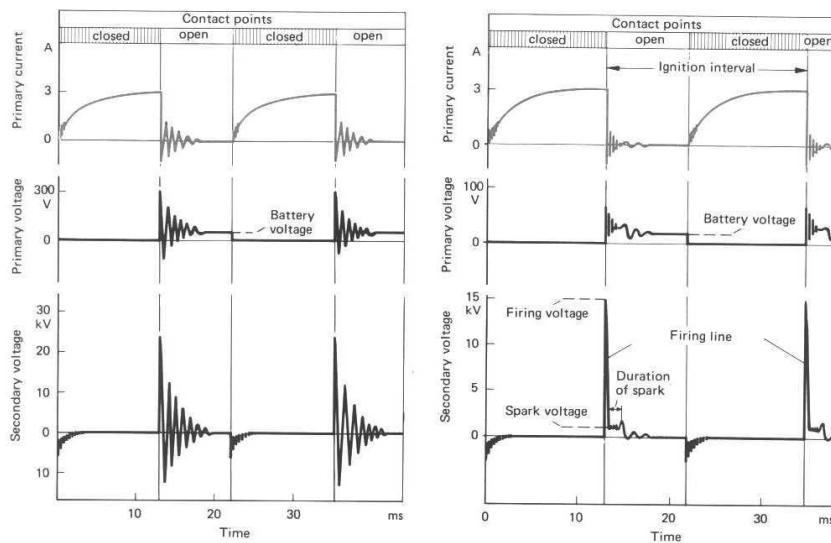 Contact points
closed open closed open
Primary current
A
3
0
Primary voltage
300
V
0
Battery
voltage
Secondary voltage
30
kV
20
10
0
10
10 30 ms
Time
Contact points
closed open closed open
Primary current
A
3
0
Ignition interval
Primary voltage
100
V
0
Battery voltage
Secondary voltage
15
kV
10
5
0
Firing voltage
Firing line
Duration
of spark
Spark voltage
0 10 20 30 ms
Time